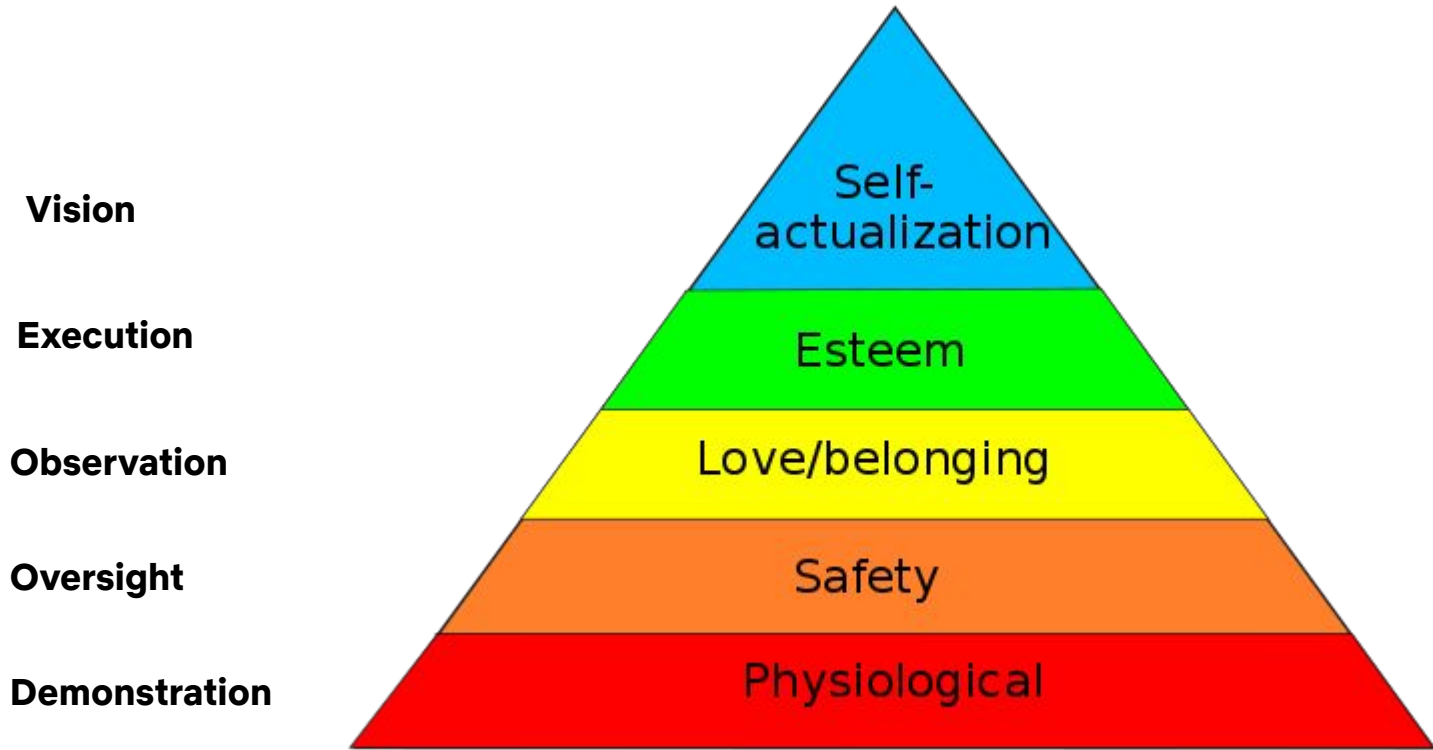 Vision
Self-
actualization
Execution
Esteem
Observation
Love/belonging
Oversight
Safety
Demonstration
Physiological